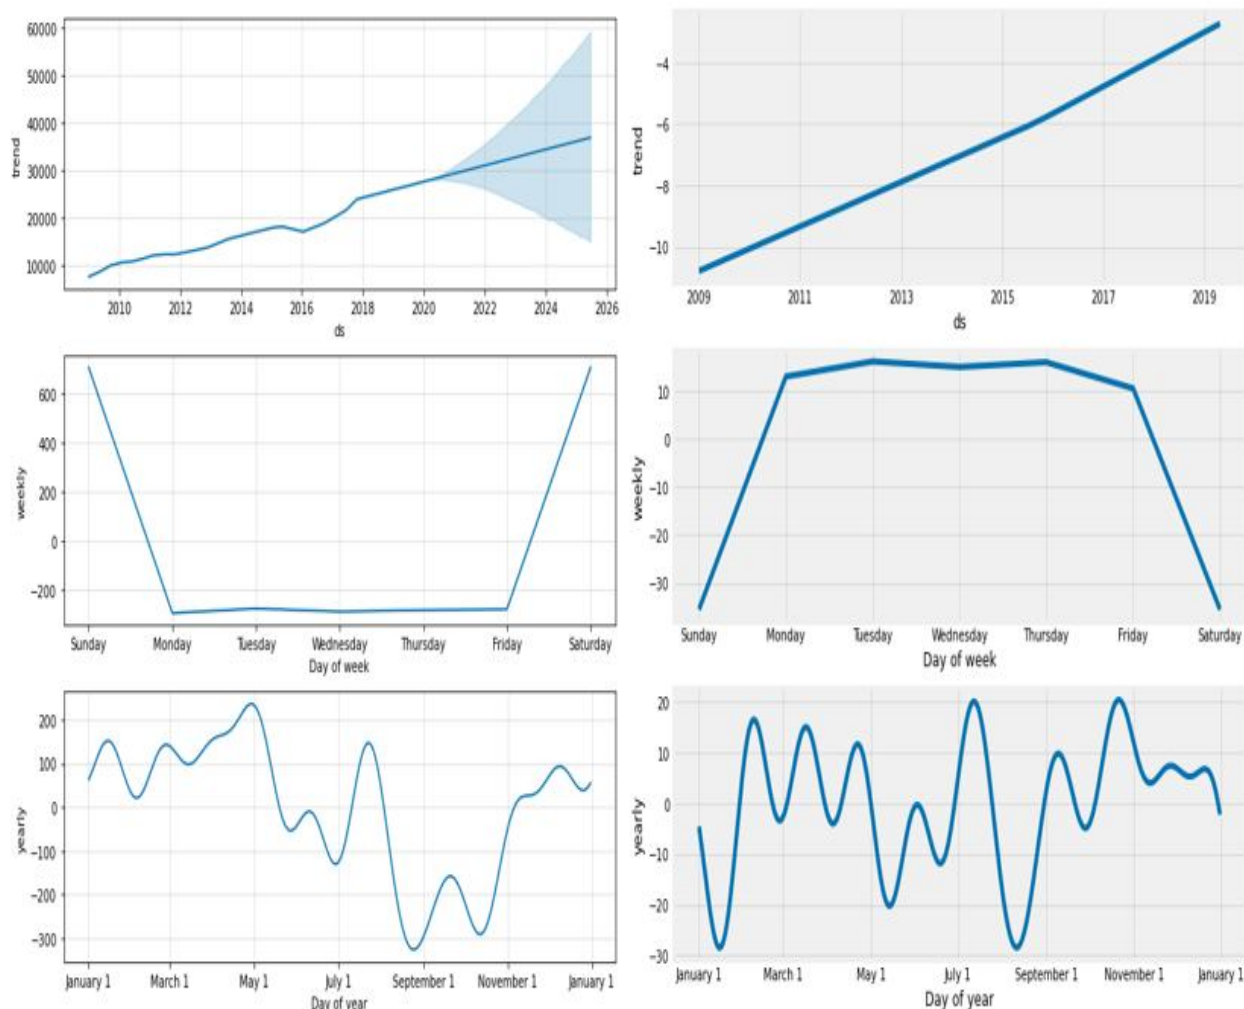 60000
50000
40000
30000
20000
10000
trend
2010 2012 2014 2016 2018 2020 2022 2024 2026
ds
−4
−6
−8
−10
trend
2009 2011 2013 2015 2017 2019
ds
600
400
200
0
−200
weekly
Sunday Monday Tuesday Wednesday Thursday Friday Saturday
Day of week
10
0
−10
−20
−30
weekly
Sunday Monday Tuesday Wednesday Thursday Friday Saturday
Day of week
200
100
0
−100
−200
−300
yearly
January 1 March 1 May 1 July 1 September 1 November 1 January 1
Day of year
20
10
0
−10
−20
−30
yearly
January 1 March 1 May 1 July 1 September 1 November 1 January 1
Day of year